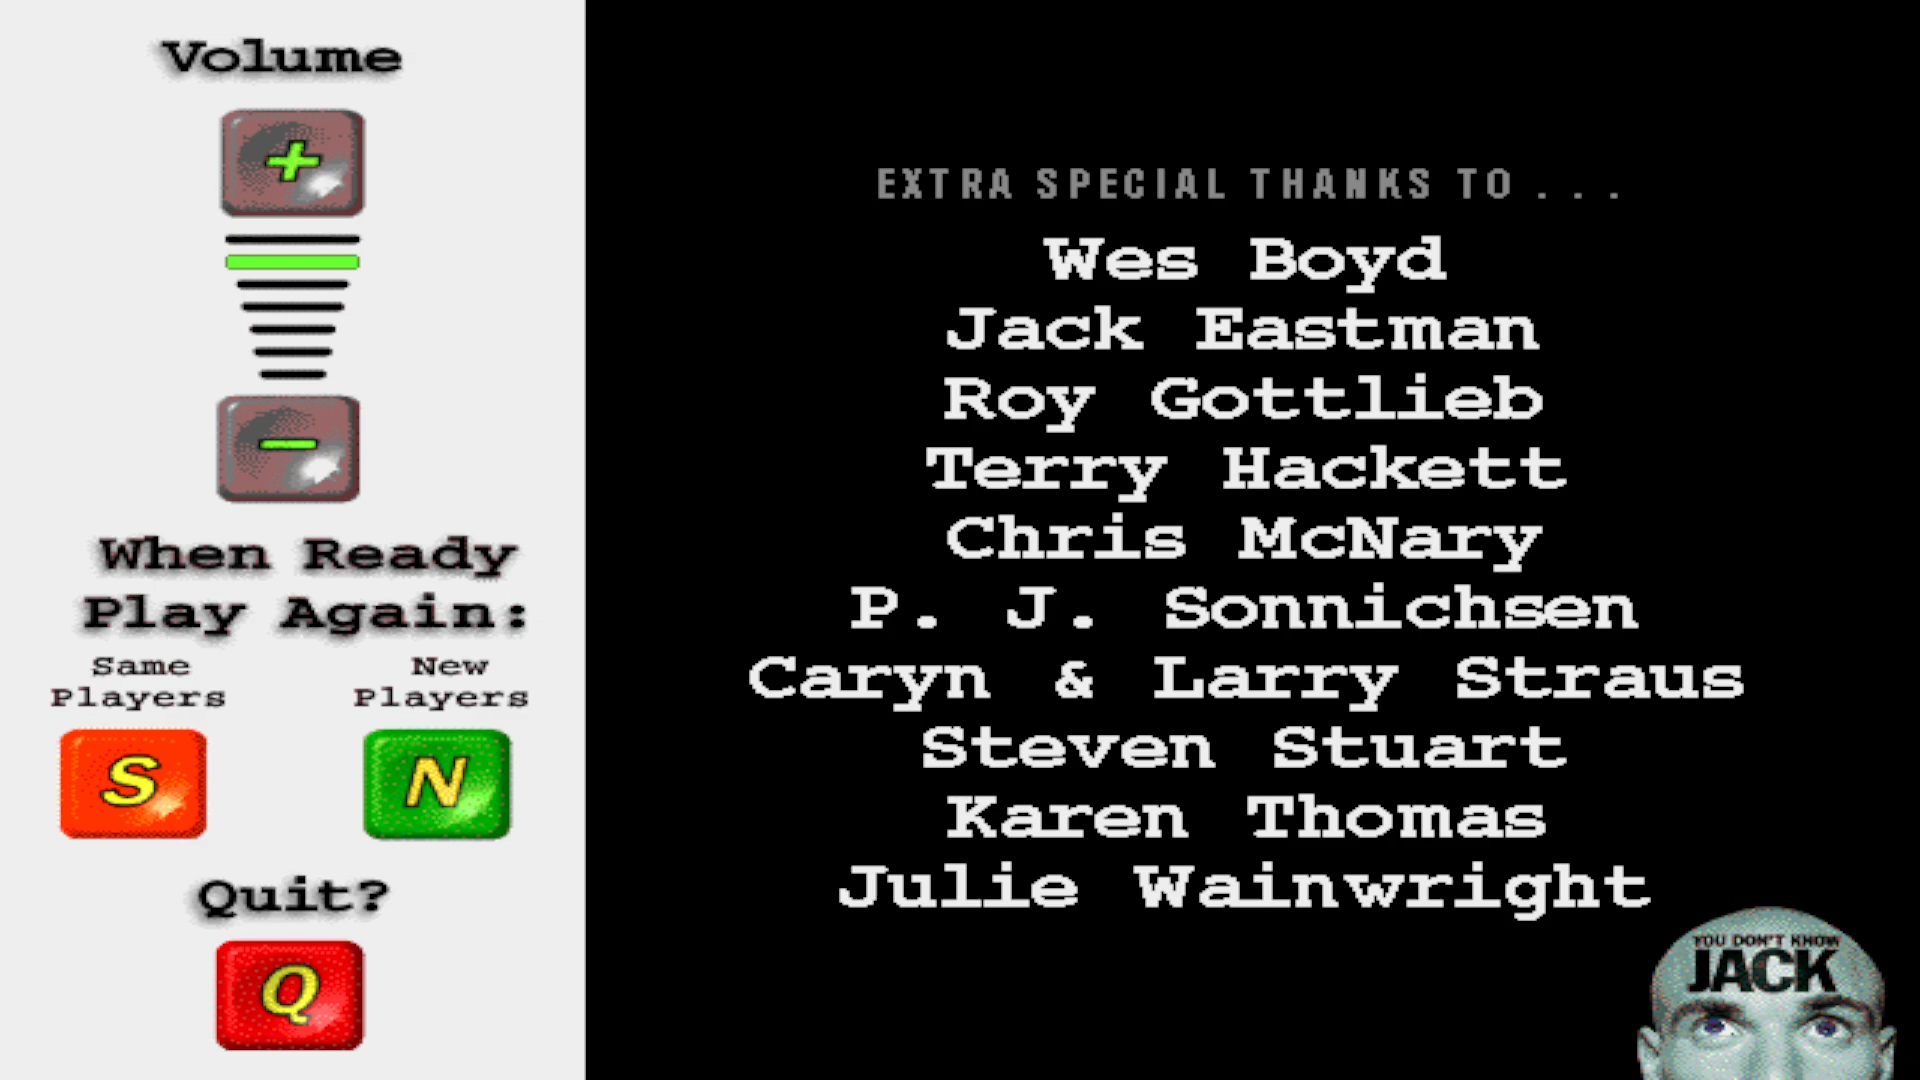 Volume
+
-
When Ready
Play Again:
Same
Players
New
Players
S
N
Quit?
Q
EXTRA SPECIAL THANKS TO . . .
Wes Boyd
Jack Eastman
Roy Gottlieb
Terry Hackett
Chris McNary
P. J. Sonnichsen
Caryn & Larry Straus
Steven Stuart
Karen Thomas
Julie Wainwright
YOU DON'T KNOW
JACK